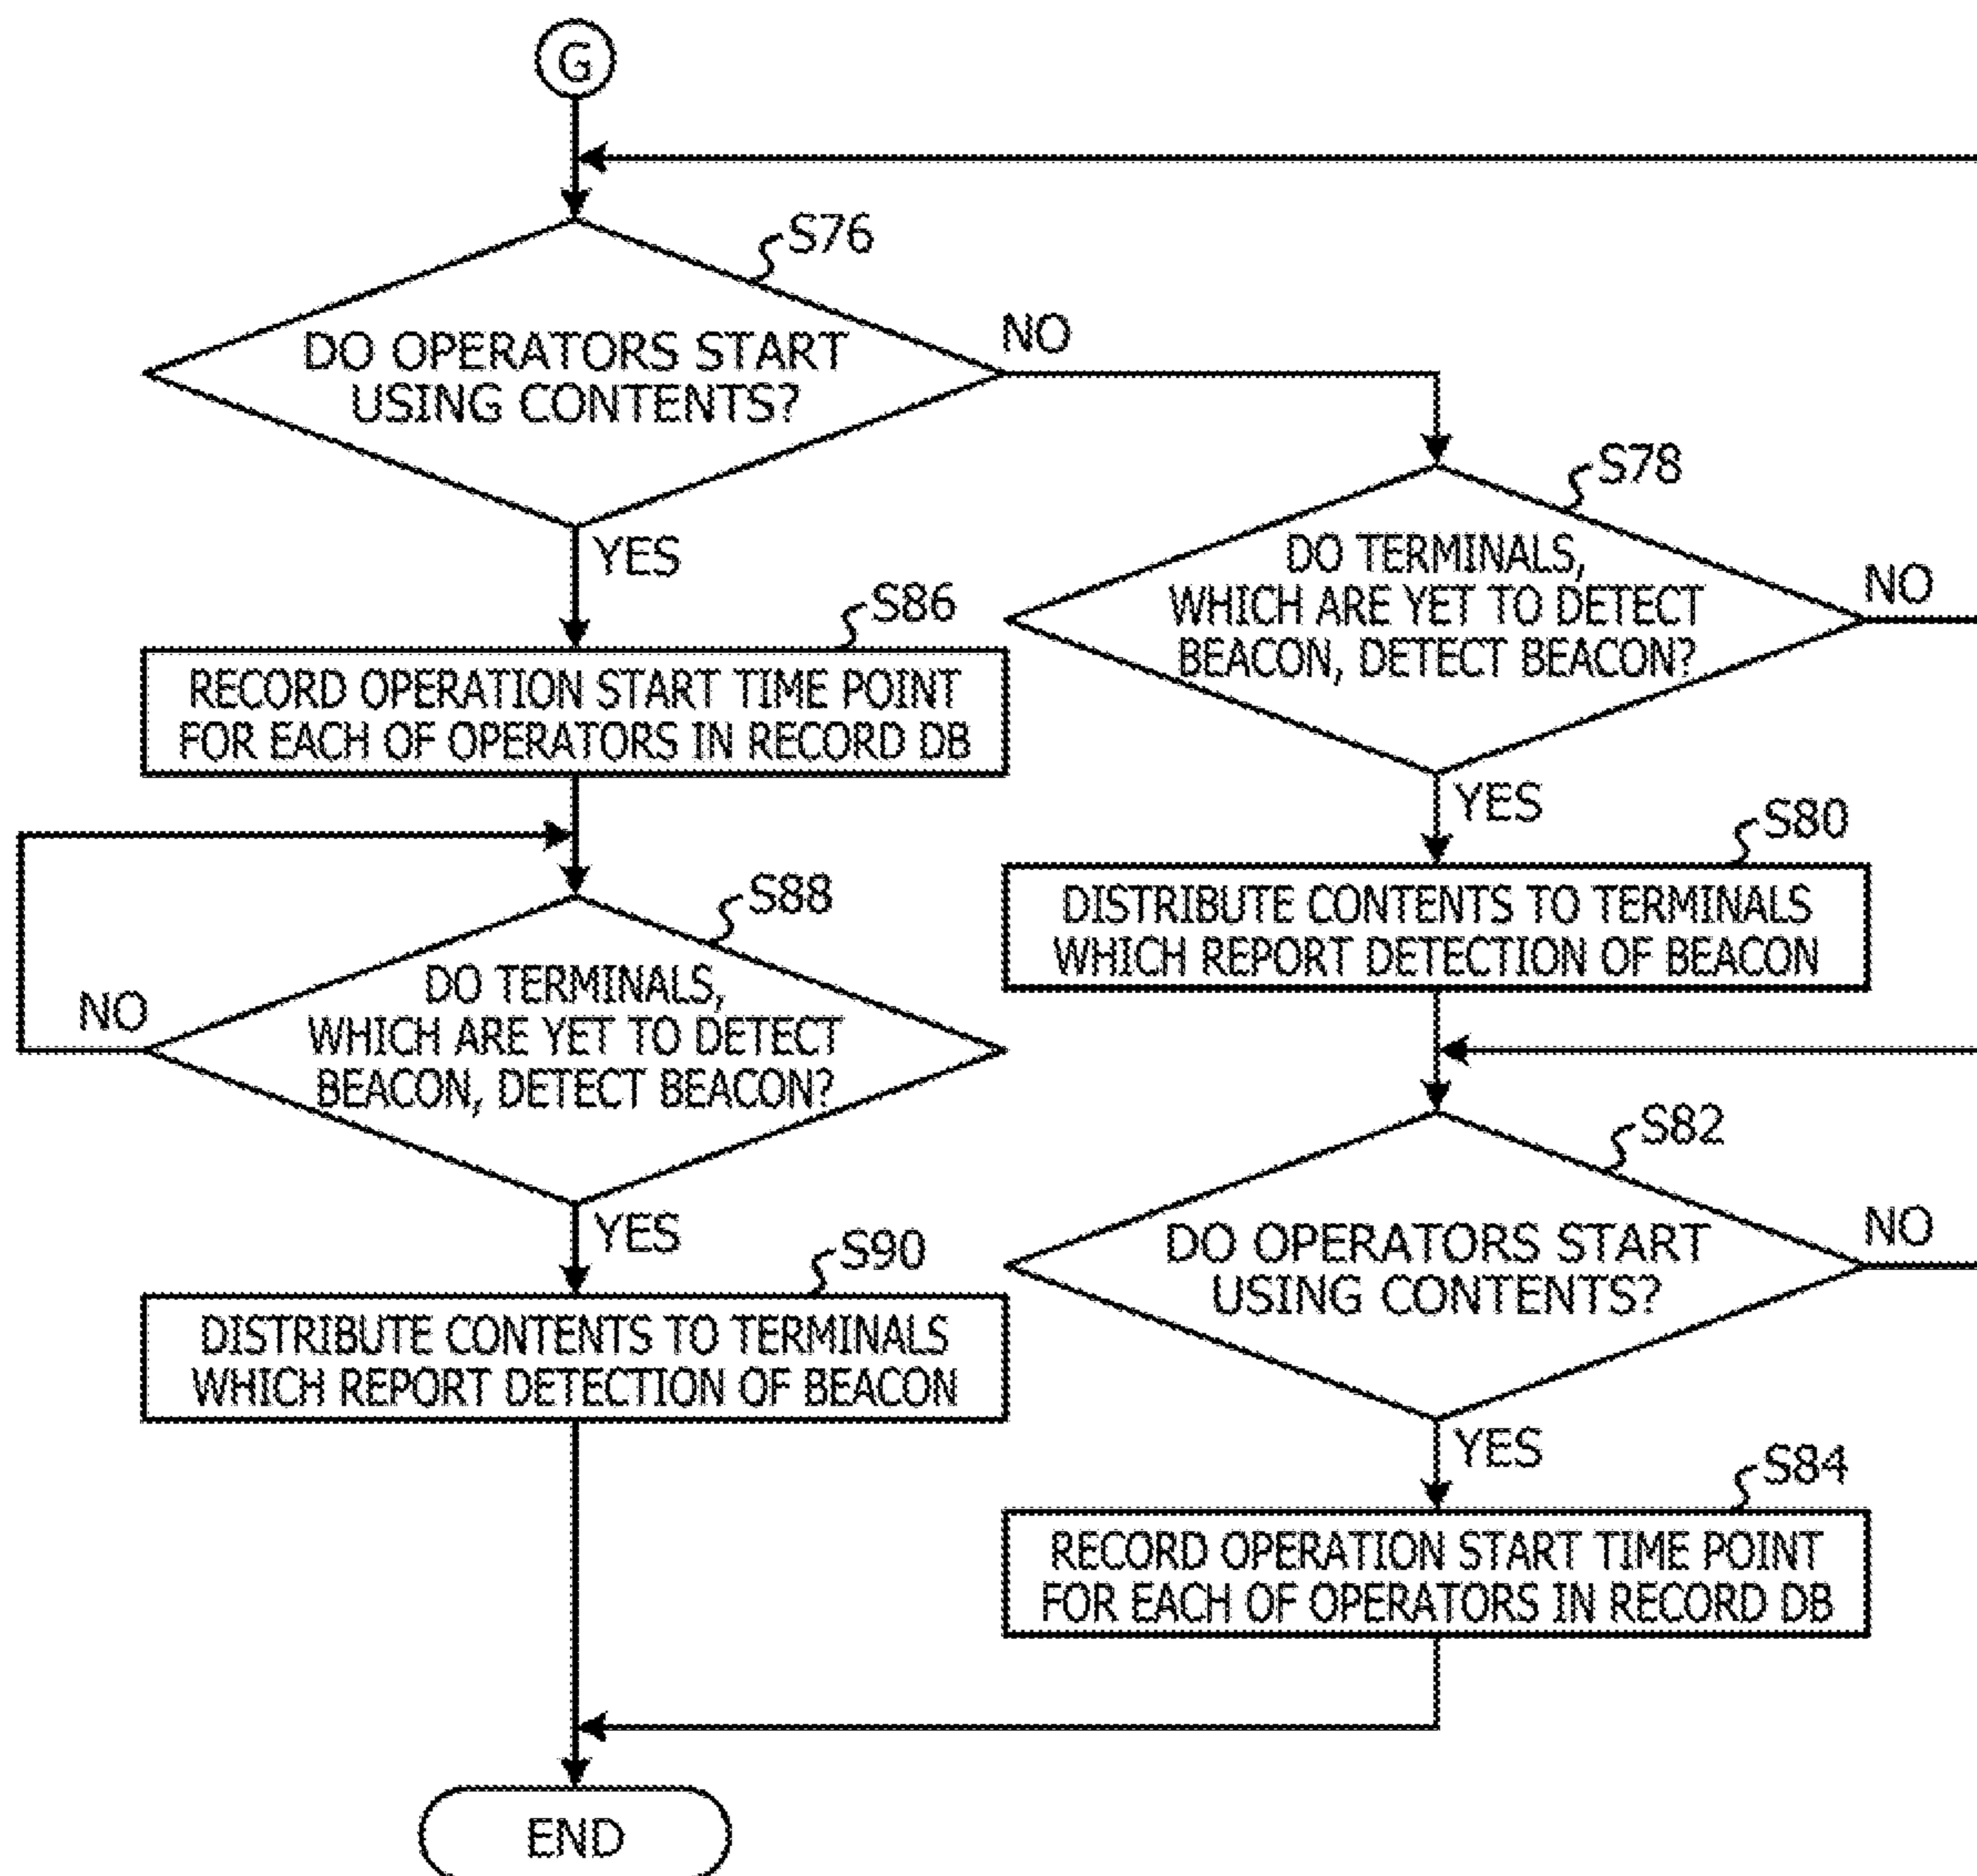 G
S76
DO OPERATORS START
USING CONTENTS?
NO
YES
S78
DO TERMINALS,
WHICH ARE YET TO DETECT
BEACON, DETECT BEACON?
NO
YES
S86
RECORD OPERATION START TIME POINT
FOR EACH OF OPERATORS IN RECORD DB
S80
DISTRIBUTE CONTENTS TO TERMINALS
WHICH REPORT DETECTION OF BEACON
S88
DO TERMINALS,
WHICH ARE YET TO DETECT
BEACON, DETECT BEACON?
NO
YES
S82
DO OPERATORS START
USING CONTENTS?
NO
YES
S90
DISTRIBUTE CONTENTS TO TERMINALS
WHICH REPORT DETECTION OF BEACON
S84
RECORD OPERATION START TIME POINT
FOR EACH OF OPERATORS IN RECORD DB
END